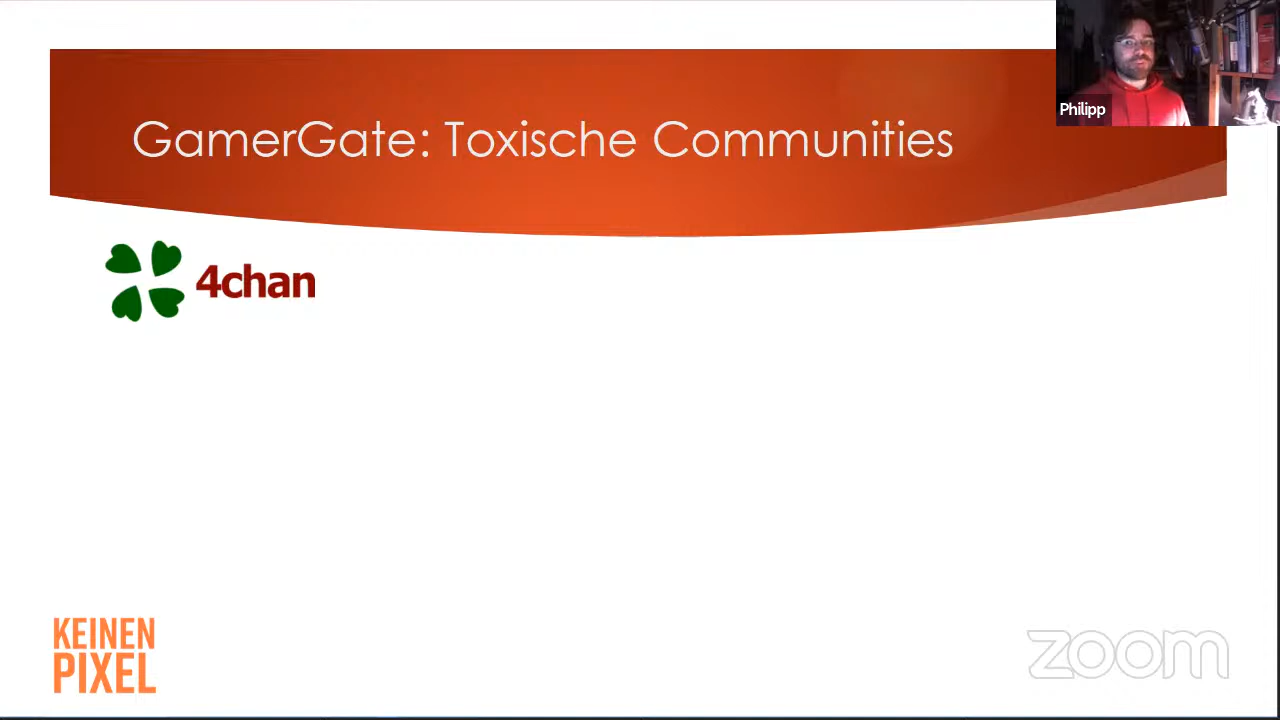 Philipp
GamerGate: Toxische Communities
4chan
KEINEN
PIXEL
zoom